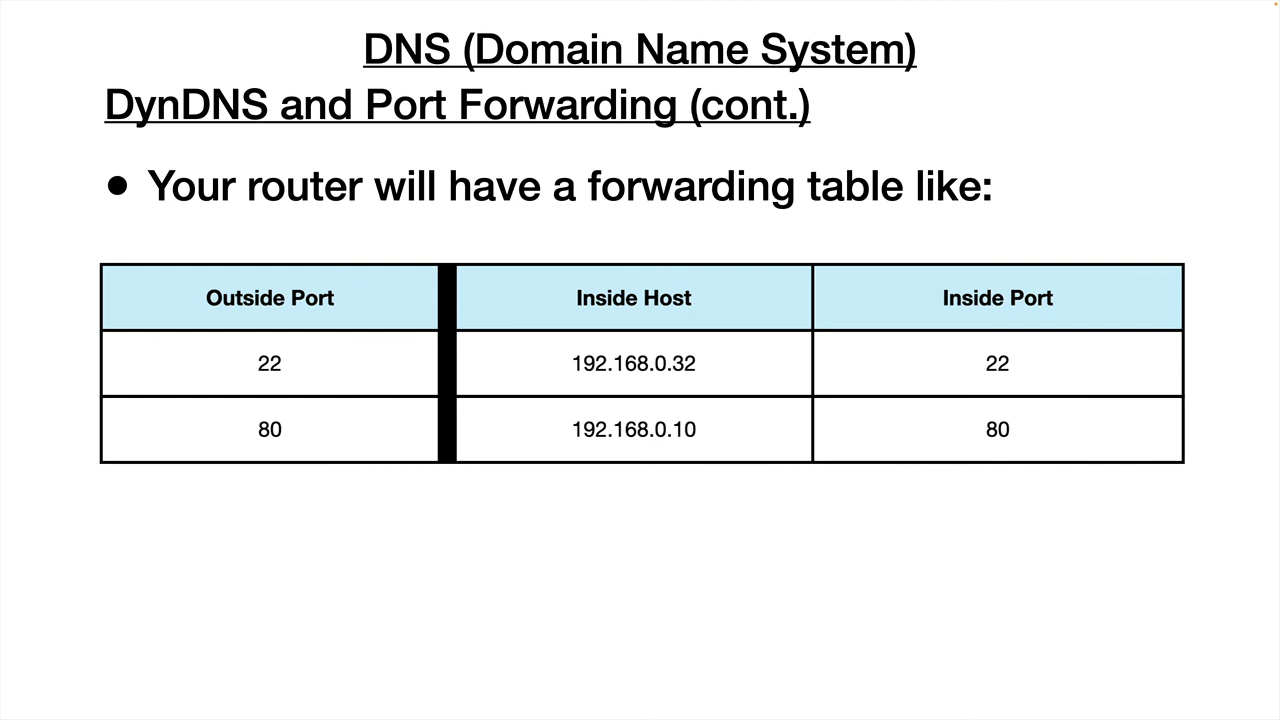 DNS (Domain Name System)
DynDNS and Port Forwarding (cont.)
• Your router will have a forwarding table like:
Outside Port Inside Host Inside Port
22 192.168.0.32 22
80 192.168.0.10 80